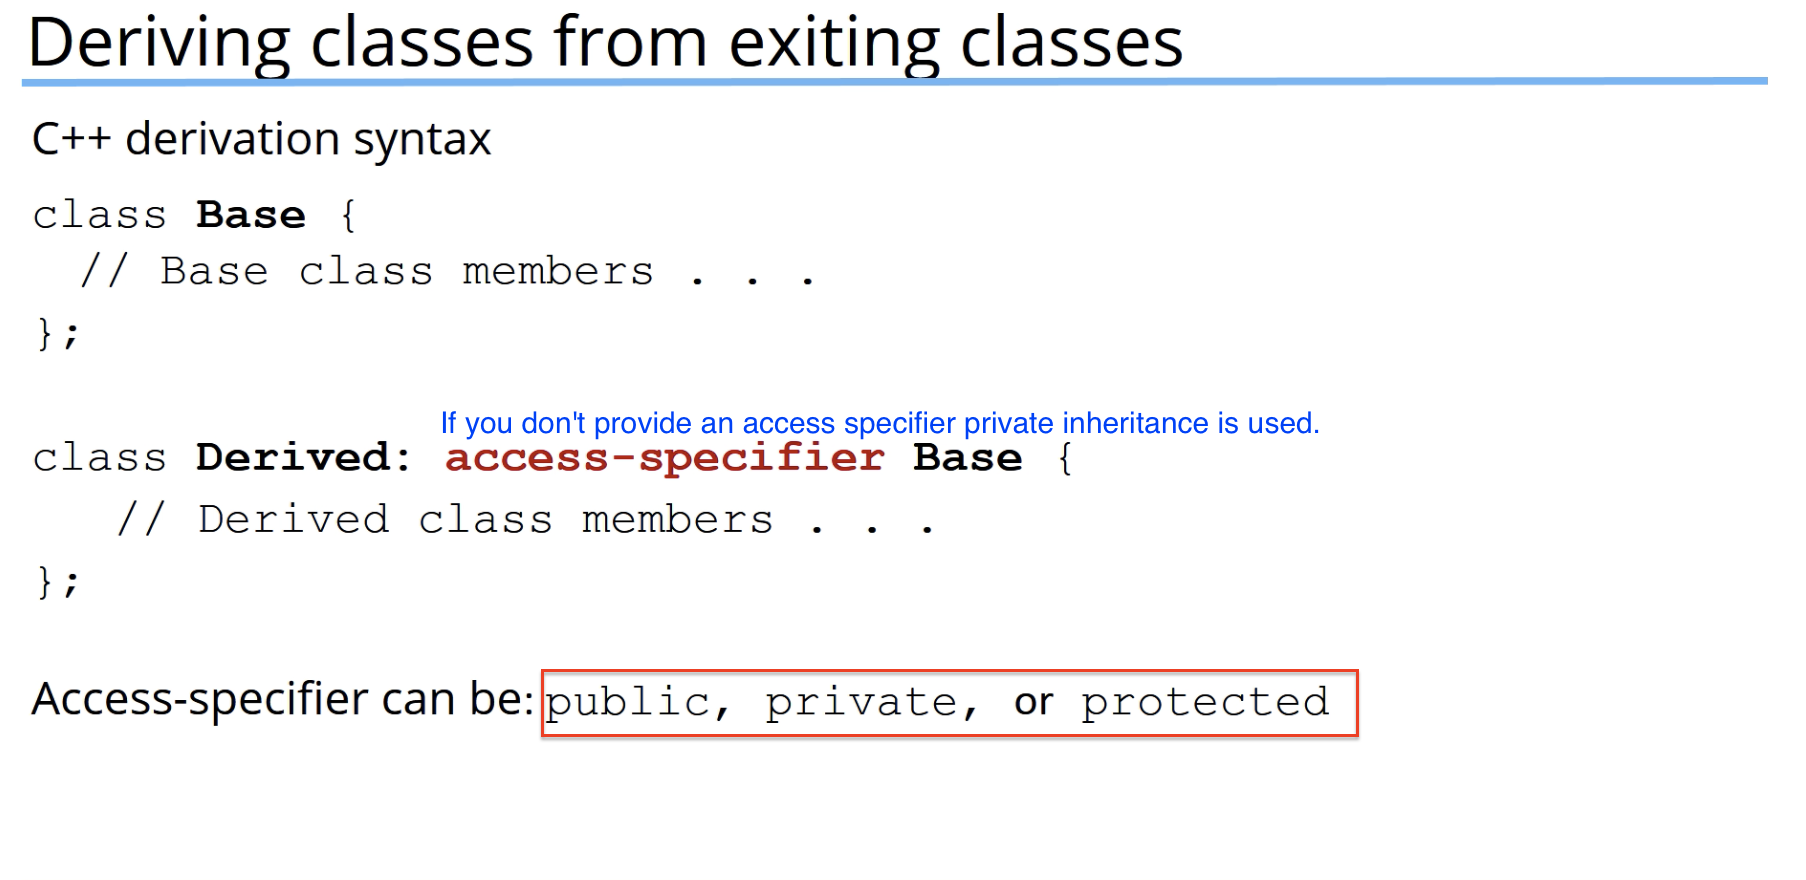 Deriving classes from exiting classes
C++ derivation syntax
class Base {
// Base class members . . .
};
If you don't provide an access specifier private inheritance is used.
class Derived: access-specifier Base {
// Derived class members . . .
};
Access-specifier can be: public, private, or protected